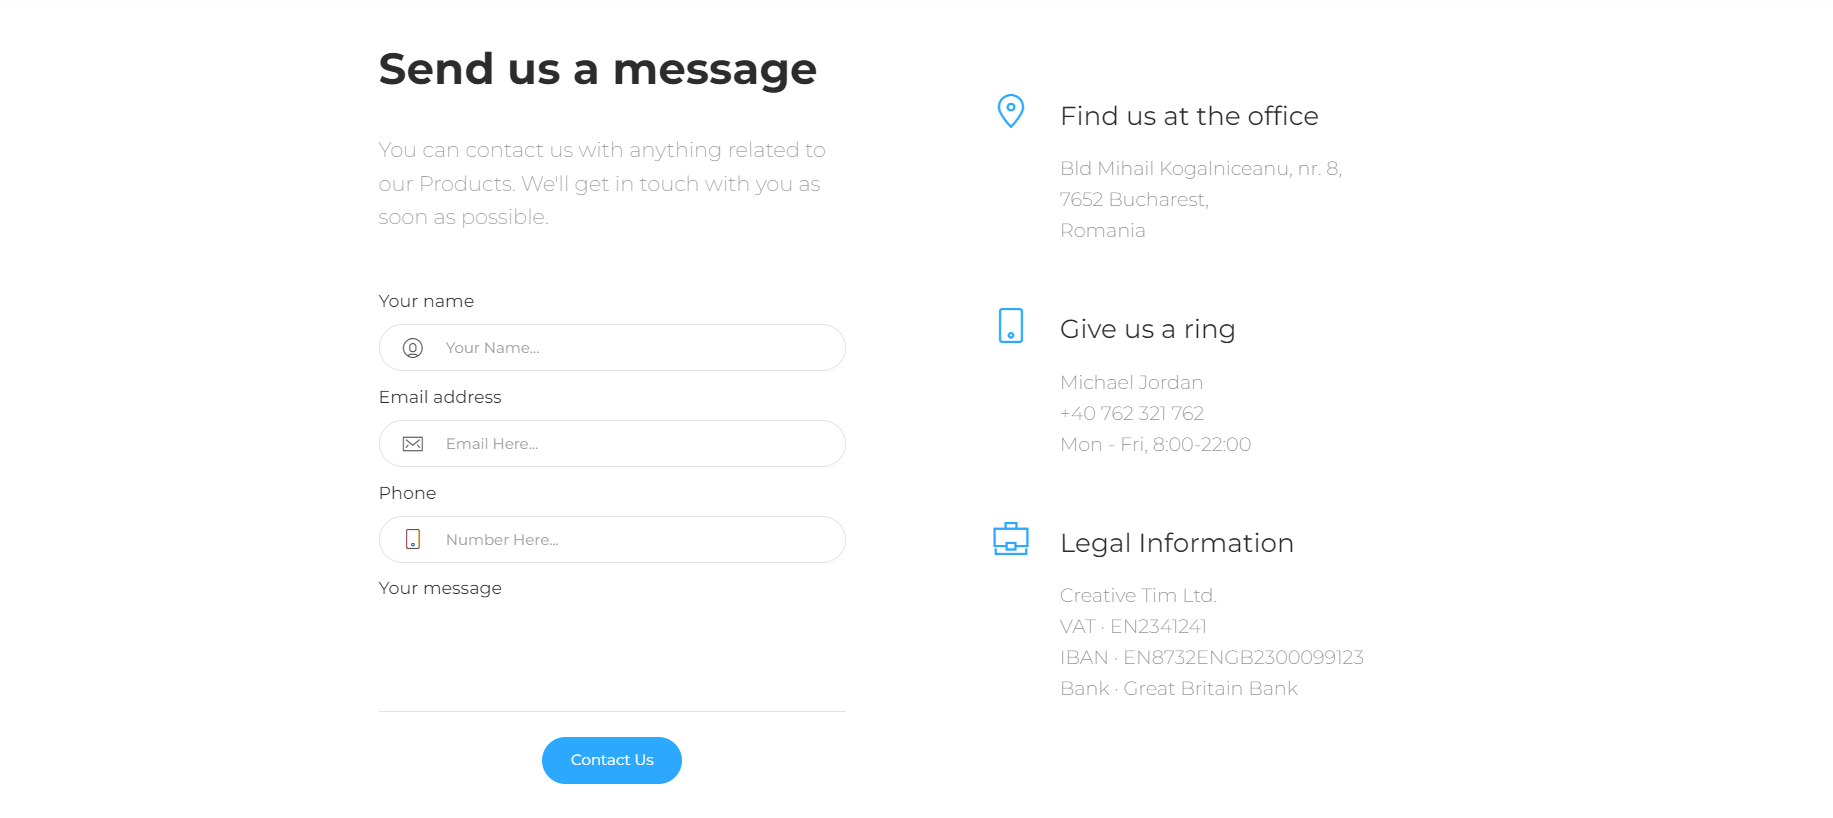 Send us a message
You can contact us with anything related to
our Products. We'll get in touch with you as
soon as possible.
Your name
Your Name...
Email address
Email Here...
Phone
Number Here...
Your message
Contact Us
Find us at the office
Bld Mihail Kogalniceanu, nr. 8,
7652 Bucharest,
Romania
Give us a ring
Michael Jordan
+40 762 321 762
Mon - Fri, 8:00-22:00
Legal Information
Creative Tim Ltd.
VAT · EN2341241
IBAN · EN8732ENGB2300099123
Bank · Great Britain Bank